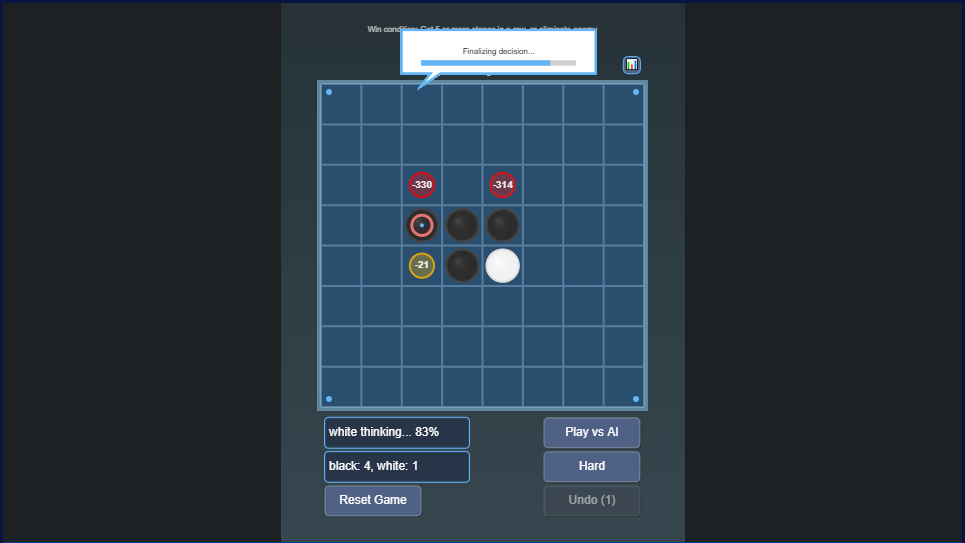 Win condition: Get 5 or more stones in a row, or eliminate enemy
Finalizing decision...
-330
-314
-21
white thinking... 83%
Play vs AI
black: 4, white: 1
Hard
Reset Game
Undo (1)